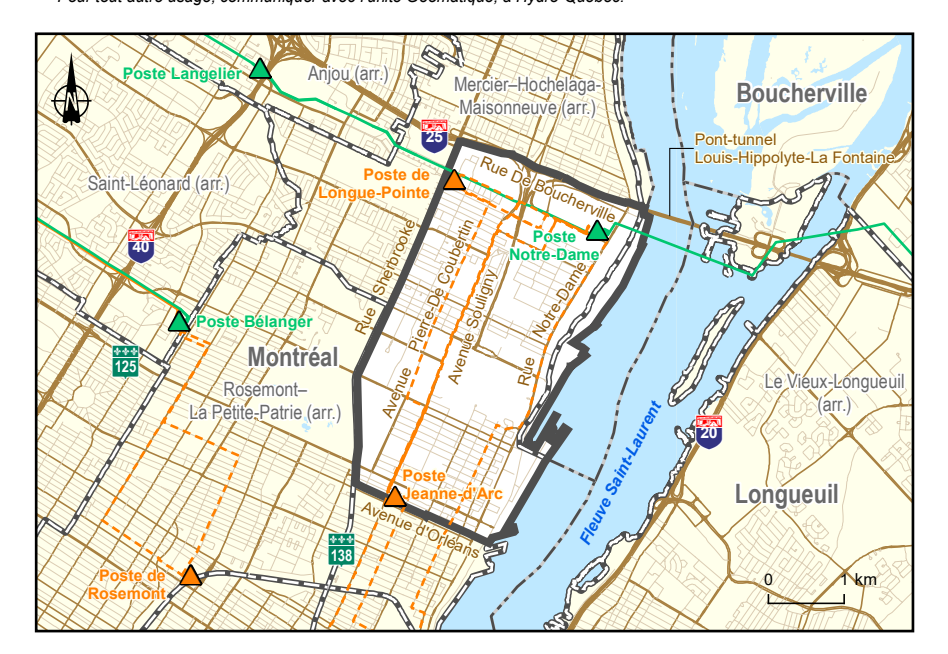 Pour tout autre usage, communiquer avec l'unité Géomatique, d'Hydro-Québec.
Poste Langelier
Anjou (arr.)
Mercier–Hochelaga-
Maisonneuve (arr.)
Boucherville
25
Pont-tunnel
Louis-Hippolyte-La Fontaine
Rue De Boucherville
Poste de
Longue-Pointe
Saint-Léonard (arr.)
40
Poste
Notre-Dame
Rue Sherbrooke
Avenue Pierre-De Coubertin
Avenue Souligny
Rue Notre-Dame
Poste Bélanger
125
Montréal
Rosemont–
La Petite-Patrie (arr.)
Le Vieux-Longueuil
(arr.)
20
Fleuve Saint-Laurent
Poste
Jeanne-d'Arc
Avenue d'Orléans
Longueuil
138
Poste de
Rosemont
0 1 km